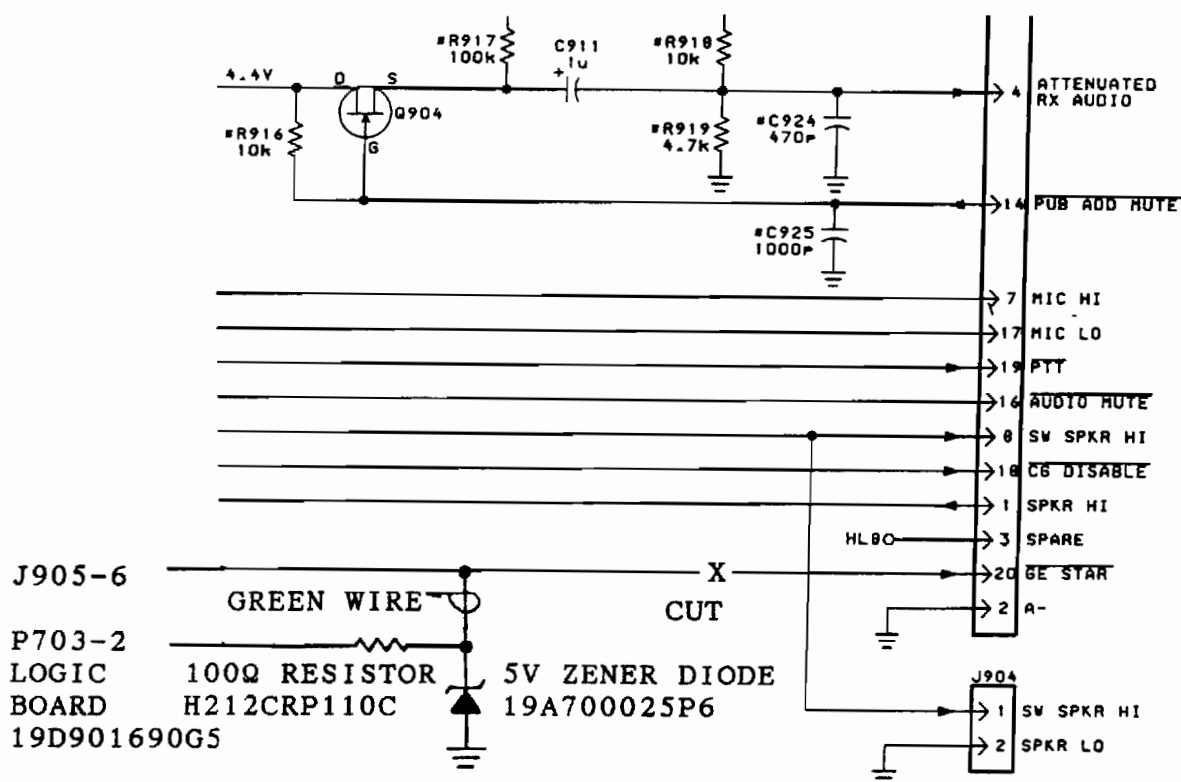 #R917
100k
C911
1u
+
#R918
10k
4.4V
D
S
Q904
G
#R916
10k
#R919
4.7k
#C924
470p
4 ATTENUATED
RX AUDIO
14 PUB ADD MUTE
#C925
1000p
7 MIC HI
17 MIC LO
19 PTT
16 AUDIO MUTE
8 SW SPKR HI
18 CG DISABLE
1 SPKR HI
HL8 3 SPARE
J905-6 X 20 GE STAR
GREEN WIRE CUT
2 A-
P703-2
LOGIC 100Ω RESISTOR 5V ZENER DIODE
BOARD H212CRP110C 19A700025P6
19D901690G5
J904
1 SW SPKR HI
2 SPKR LO